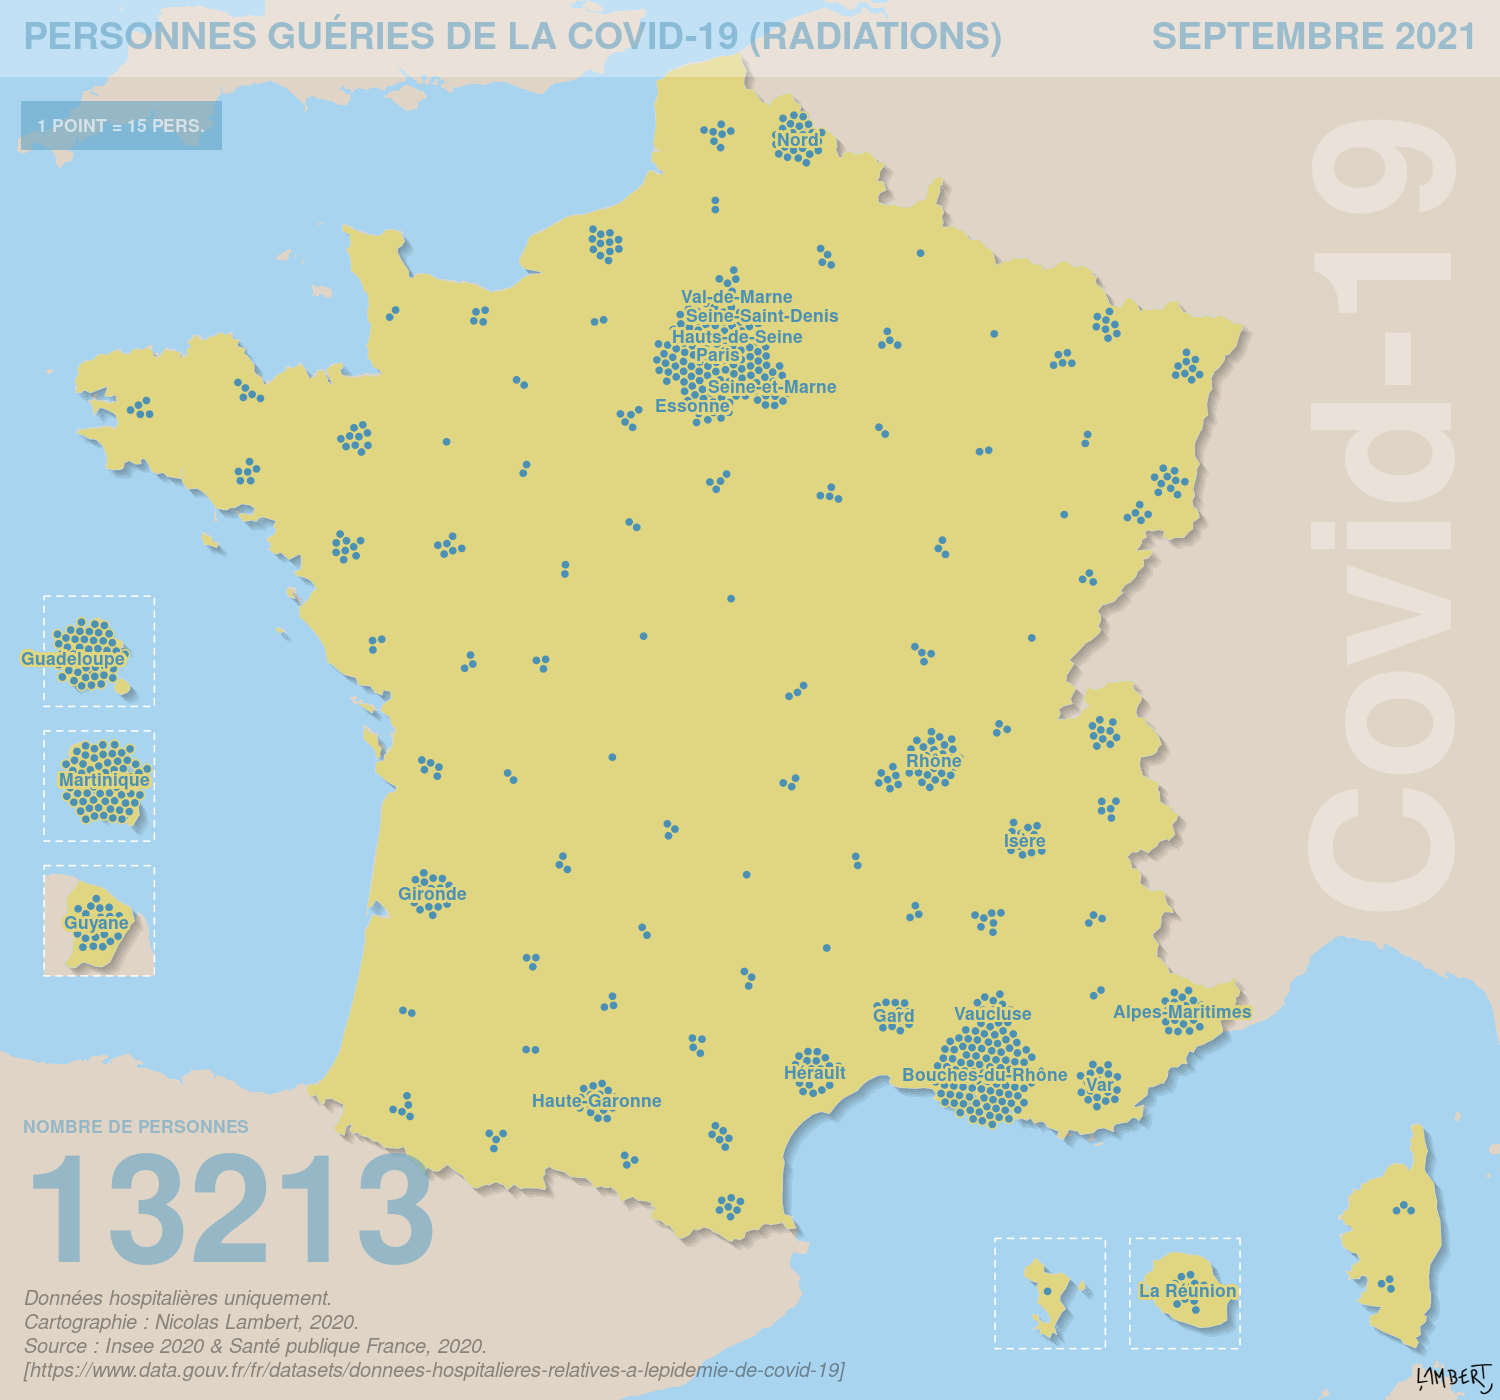 PERSONNES GUÉRIES DE LA COVID-19 (RADIATIONS)
SEPTEMBRE 2021
1 POINT = 15 PERS.
Covid-19
Nord
Val-de-Marne
Seine-Saint-Denis
Hauts-de-Seine
Paris
Seine-et-Marne
Essonne
Guadeloupe
Martinique
Guyane
Rhône
Isère
Gironde
Gard
Vaucluse
Alpes-Maritimes
Hérault
Bouches-du-Rhône
Var
Haute-Garonne
La Réunion
NOMBRE DE PERSONNES
13213
Données hospitalières uniquement.
Cartographie : Nicolas Lambert, 2020.
Source : Insee 2020 & Santé publique France, 2020.
[https://www.data.gouv.fr/fr/datasets/donnees-hospitalieres-relatives-a-lepidemie-de-covid-19]
LAMBERT